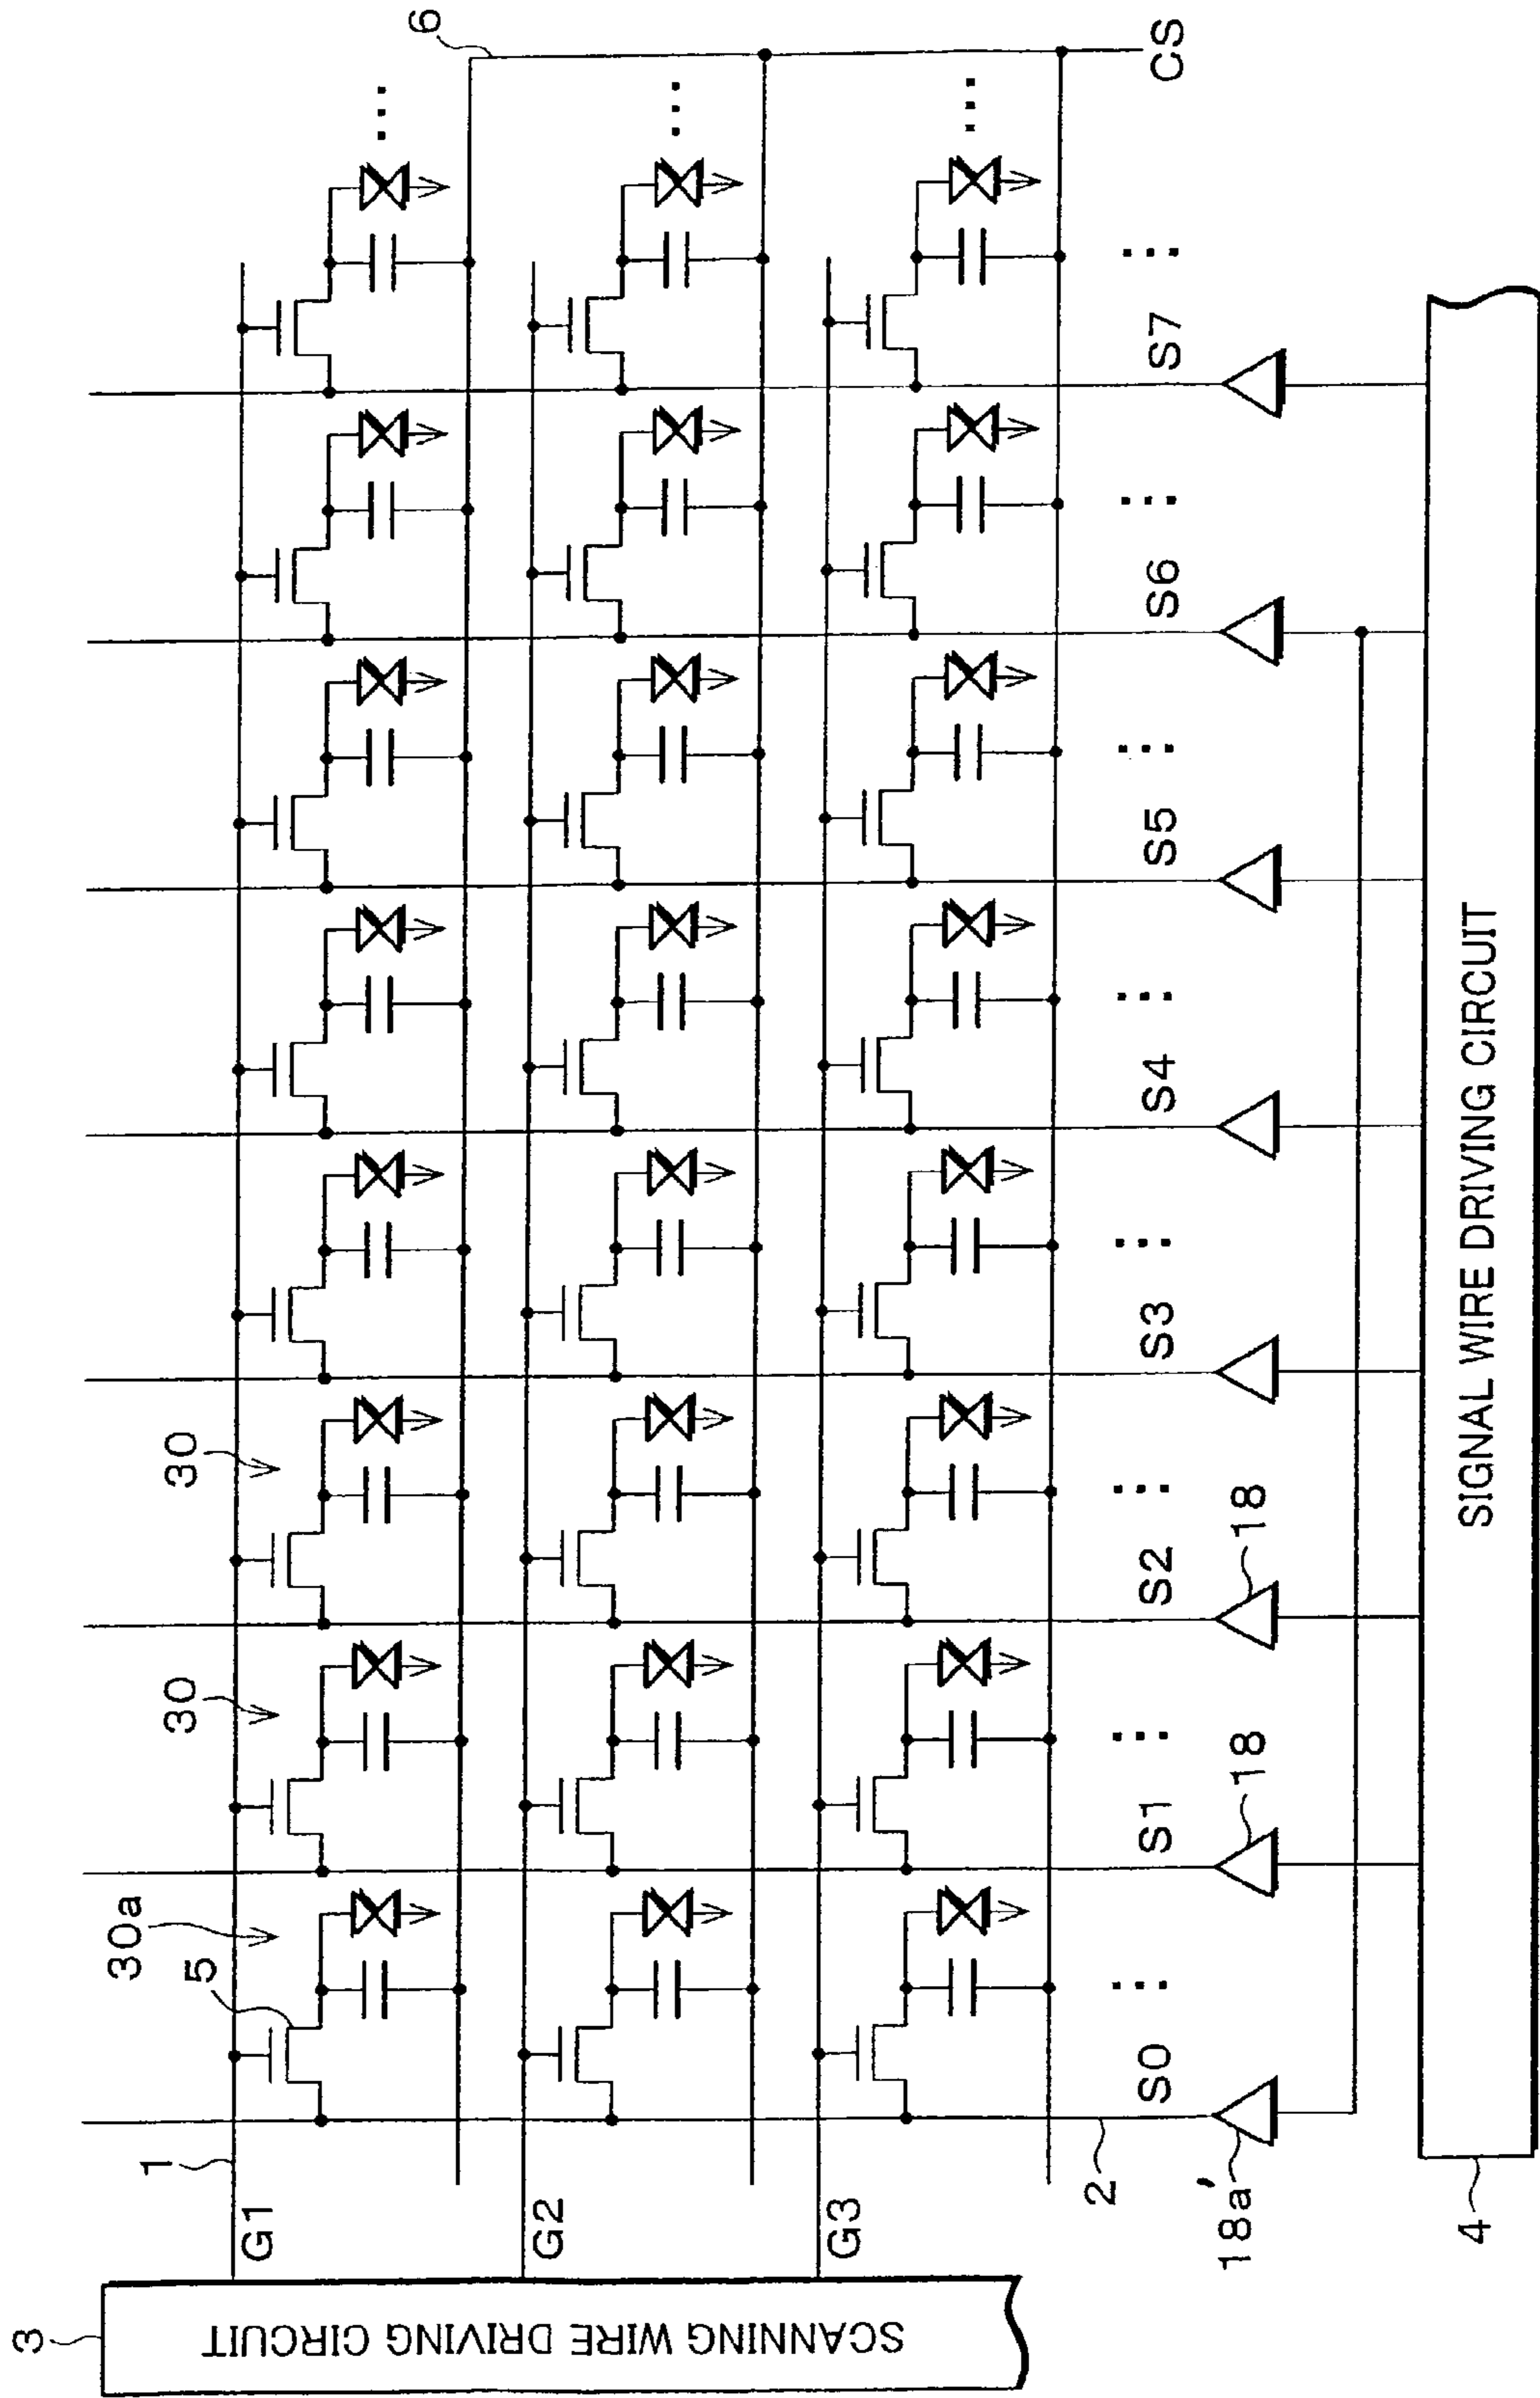 3
SCANNING WIRE DRIVING CIRCUIT
1
G1
G2
G3
5
30a
30
30
6
CS
2
S0
S1
S2
S3
S4
S5
S6
S7
18a'
18
18
4
SIGNAL WIRE DRIVING CIRCUIT